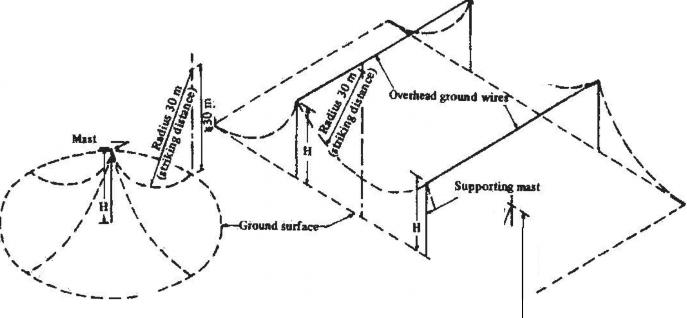 Mast
H
Radius 30 m
(striking distance)
30 m
Ground surface
H
Radius 30 m
(striking distance)
Overhead ground wires
Supporting mast
H